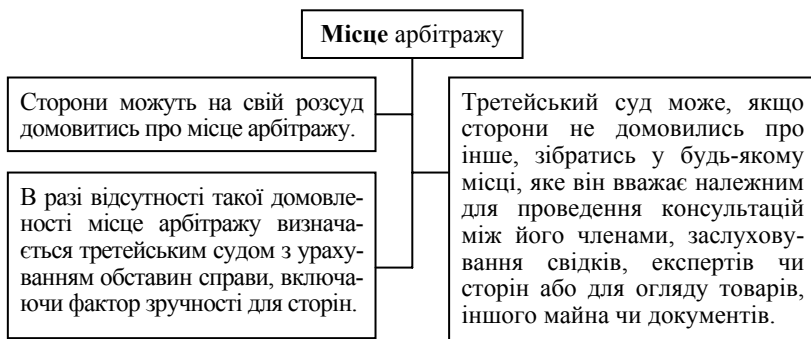 Місце арбітражу
Сторони можуть на свій розсуд
домовитись про місце арбітражу.
В разі відсутності такої домовле-
ності місце арбітражу визнача-
ється третейським судом з ураху-
ванням обставин справи, включа-
ючи фактор зручності для сторін.
Третейський суд може, якщо
сторони не домовились про
інше, зібратись у будь-якому
місці, яке він вважає належним
для проведення консультацій
між його членами, заслухову-
вування свідків, експертів чи
сторін або для огляду товарів,
іншого майна чи документів.